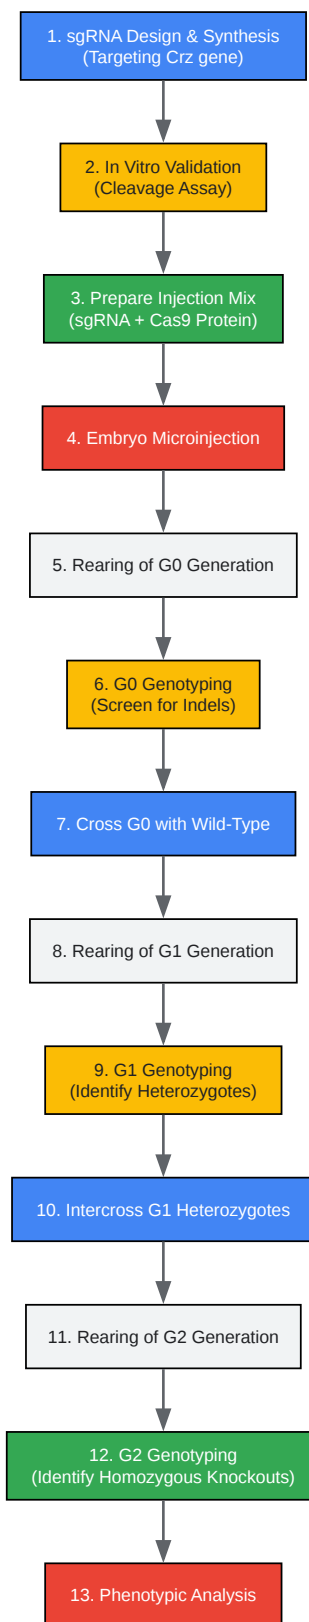 1. sgRNA Design & Synthesis
(Targeting Crz gene)
2. In Vitro Validation
(Cleavage Assay)
3. Prepare Injection Mix
(sgRNA + Cas9 Protein)
4. Embryo Microinjection
5. Rearing of G0 Generation
6. G0 Genotyping
(Screen for Indels)
7. Cross G0 with Wild-Type
8. Rearing of G1 Generation
9. G1 Genotyping
(Identify Heterozygotes)
10. Intercross G1 Heterozygotes
11. Rearing of G2 Generation
12. G2 Genotyping
(Identify Homozygous Knockouts)
13. Phenotypic Analysis